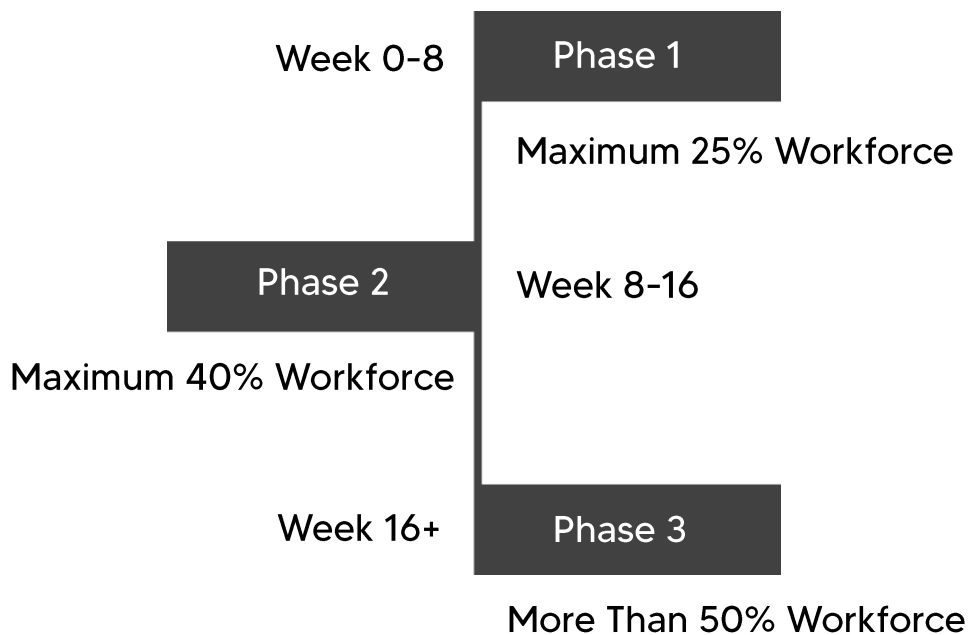 Week 0-8
Phase 1
Maximum 25% Workforce
Phase 2
Week 8-16
Maximum 40% Workforce
Week 16+
Phase 3
More Than 50% Workforce